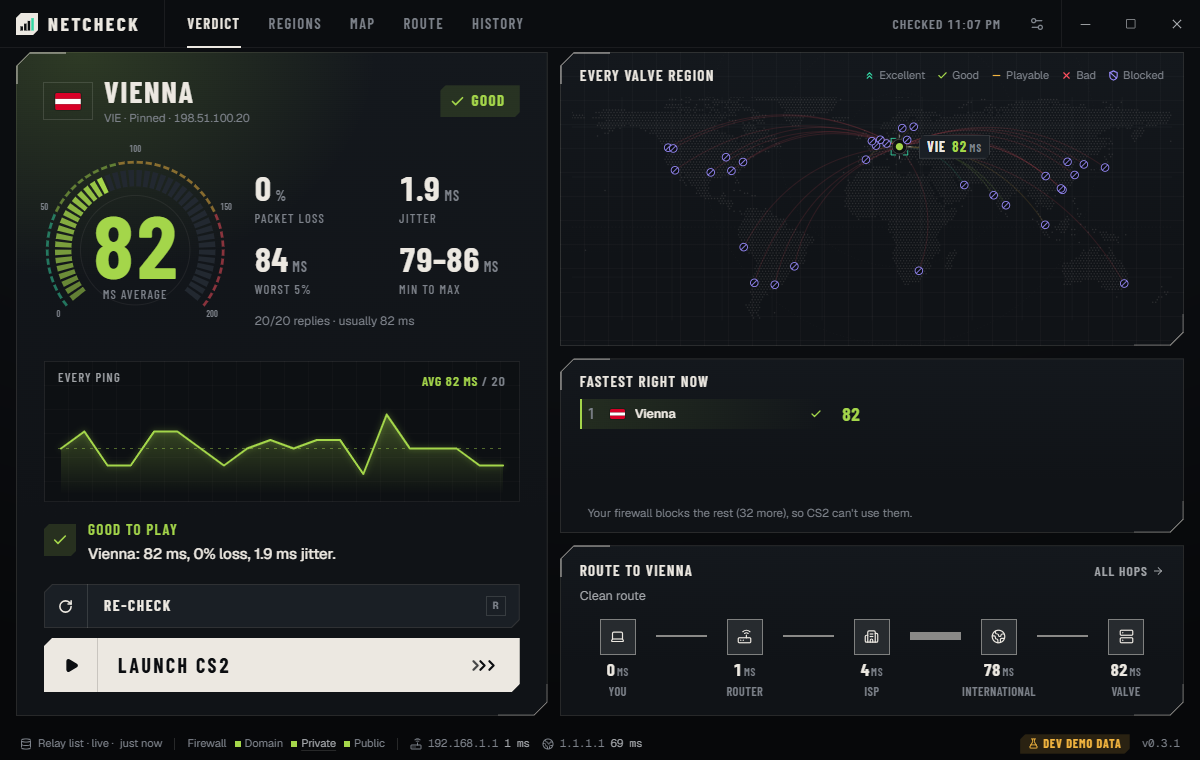 NETCHECK
VERDICT REGIONS MAP ROUTE HISTORY
CHECKED 11:07 PM
VIENNA
VIE · Pinned · 198.51.100.20
GOOD
0 50 100 150 200
82
MS AVERAGE
0 %
PACKET LOSS
1.9 MS
JITTER
84 MS
WORST 5%
79–86 MS
MIN TO MAX
20/20 replies · usually 82 ms
EVERY PING
AVG 82 MS / 20
GOOD TO PLAY
Vienna: 82 ms, 0% loss, 1.9 ms jitter.
RE-CHECK R
LAUNCH CS2
EVERY VALVE REGION
Excellent Good Playable Bad Blocked
VIE 82 MS
FASTEST RIGHT NOW
1 Vienna 82
Your firewall blocks the rest (32 more), so CS2 can't use them.
ROUTE TO VIENNA
ALL HOPS
Clean route
0 MS 1 MS 4 MS 78 MS 82 MS
YOU ROUTER ISP INTERNATIONAL VALVE
Relay list · live · just now
Firewall Domain Private Public
192.168.1.1 1 ms 1.1.1.1 69 ms
DEV DEMO DATA
v0.3.1